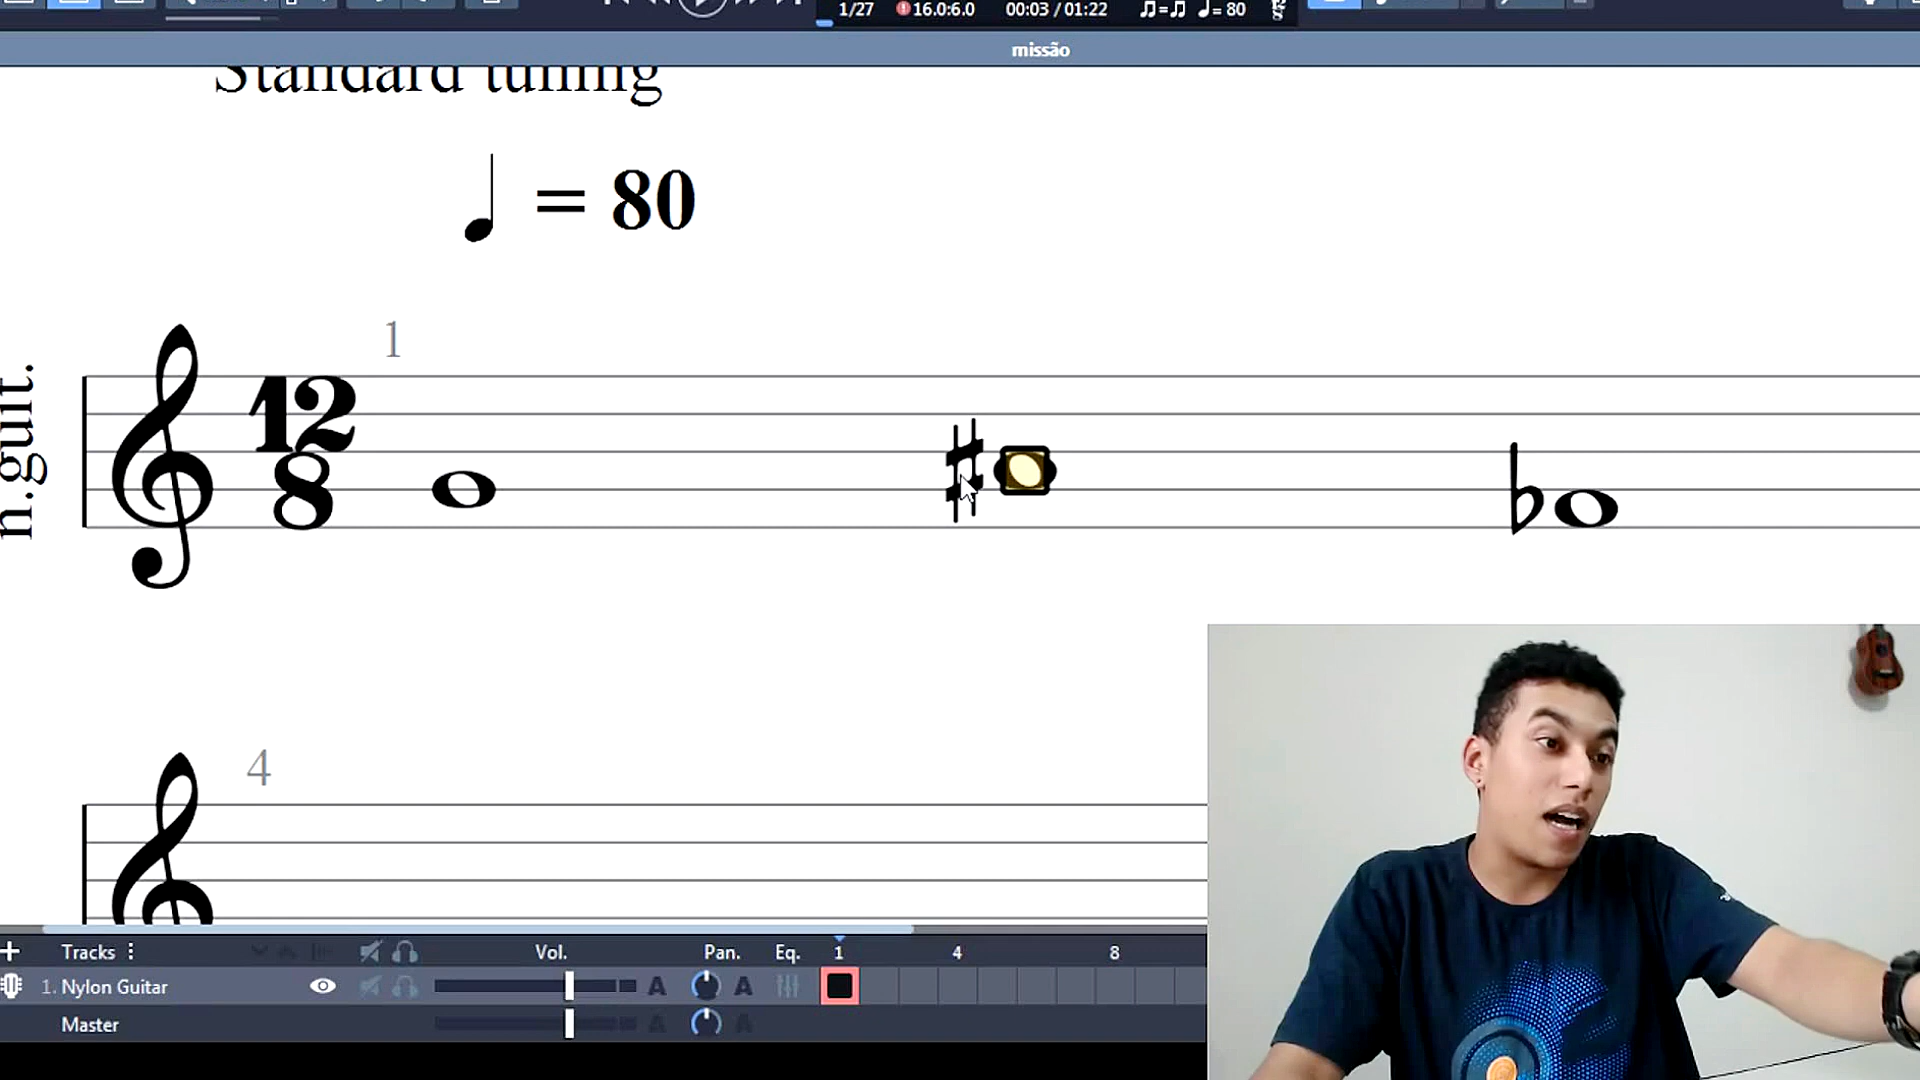 1/27 16.0:6.0 00:03 / 01:22 = = 80
missão
Standard tuning
= 80
n.guit.
1
12
8
4
Tracks Vol. Pan. Eq. 1 4 8
1. Nylon Guitar A A
Master A A